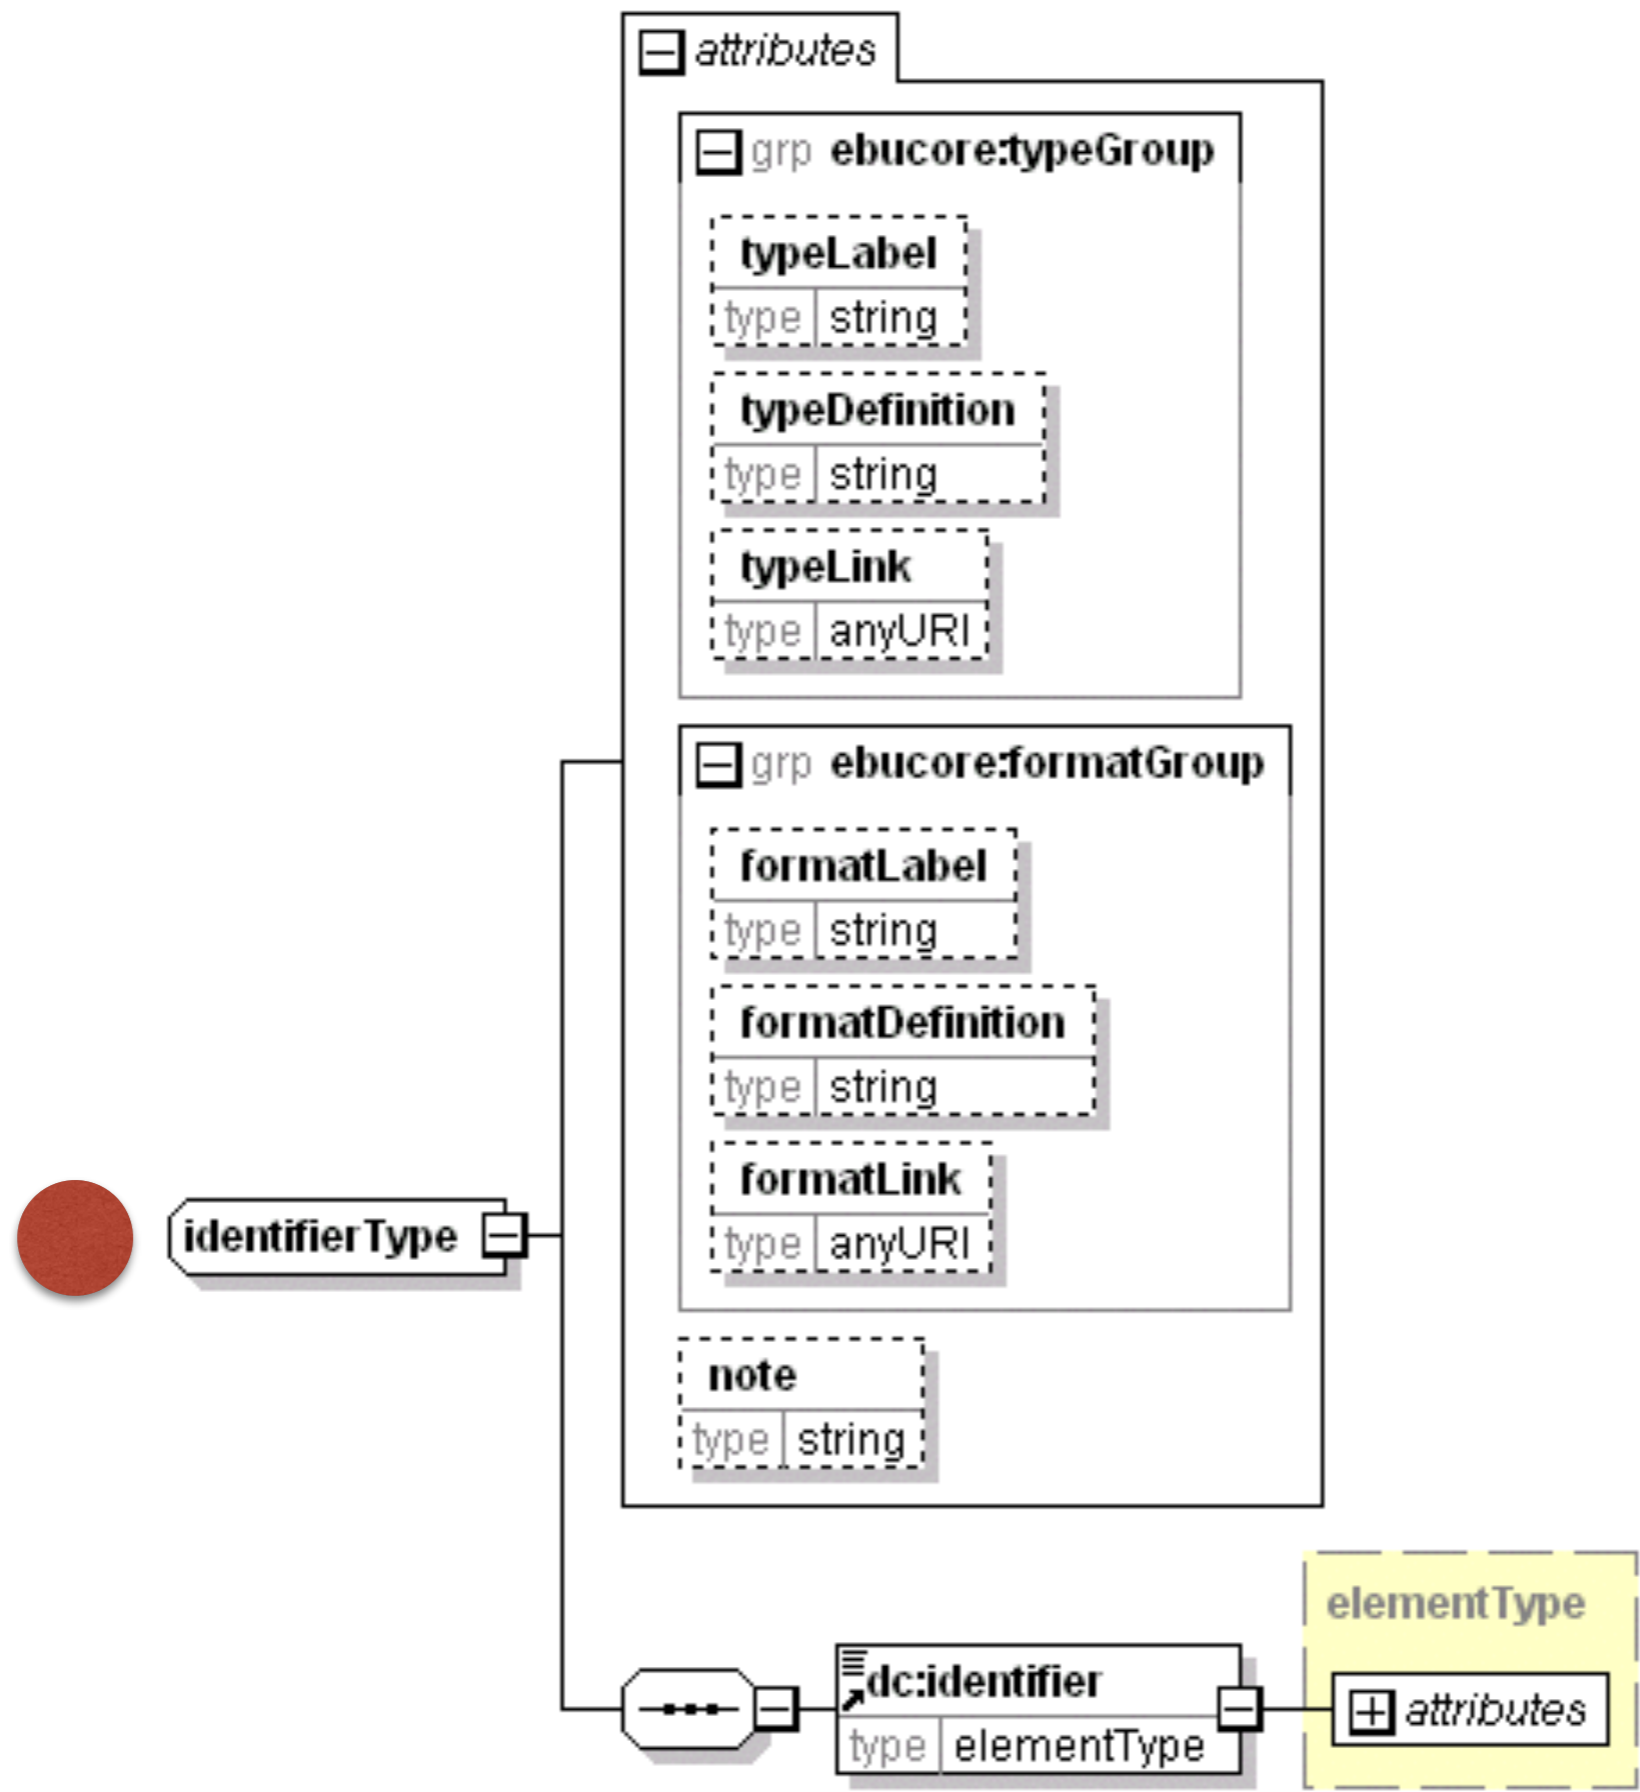 attributes
grp ebucore:typeGroup
typeLabel
type string
typeDefinition
type string
typeLink
type anyURI
grp ebucore:formatGroup
formatLabel
type string
formatDefinition
type string
formatLink
type anyURI
identifierType
note
type string
elementType
dc:identifier
attributes
type elementType